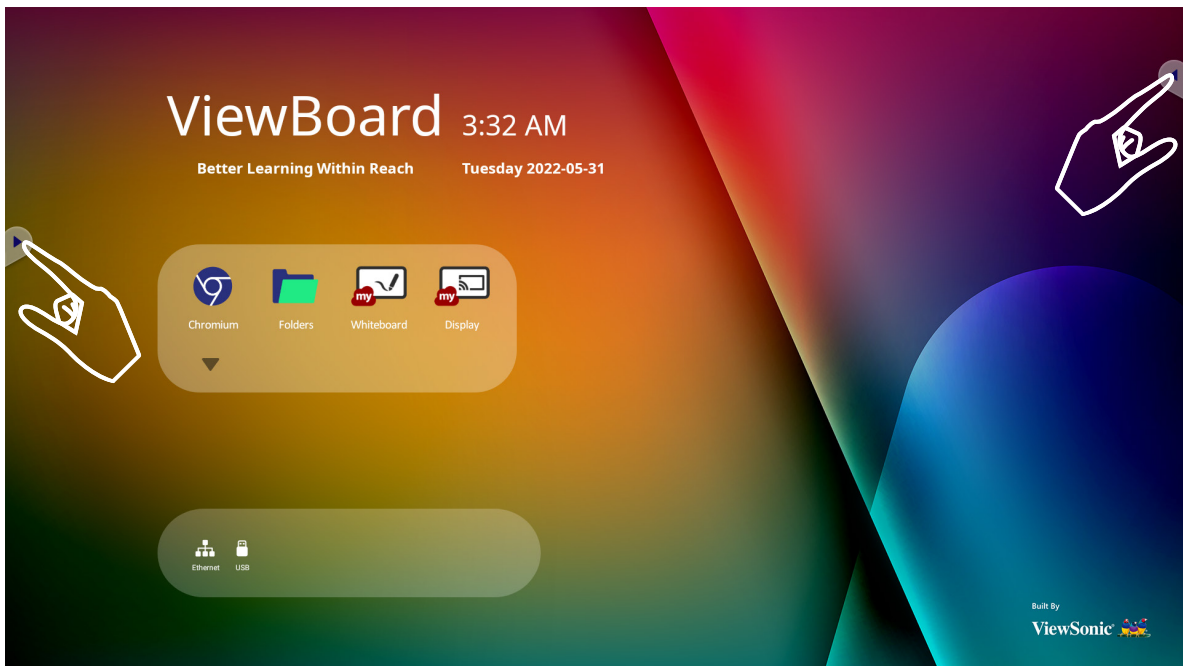 ViewBoard 3:32 AM
Better Learning Within Reach Tuesday 2022-05-31
Chromium Folders Whiteboard Display
my my
Ethernet USB
Built By
ViewSonic®